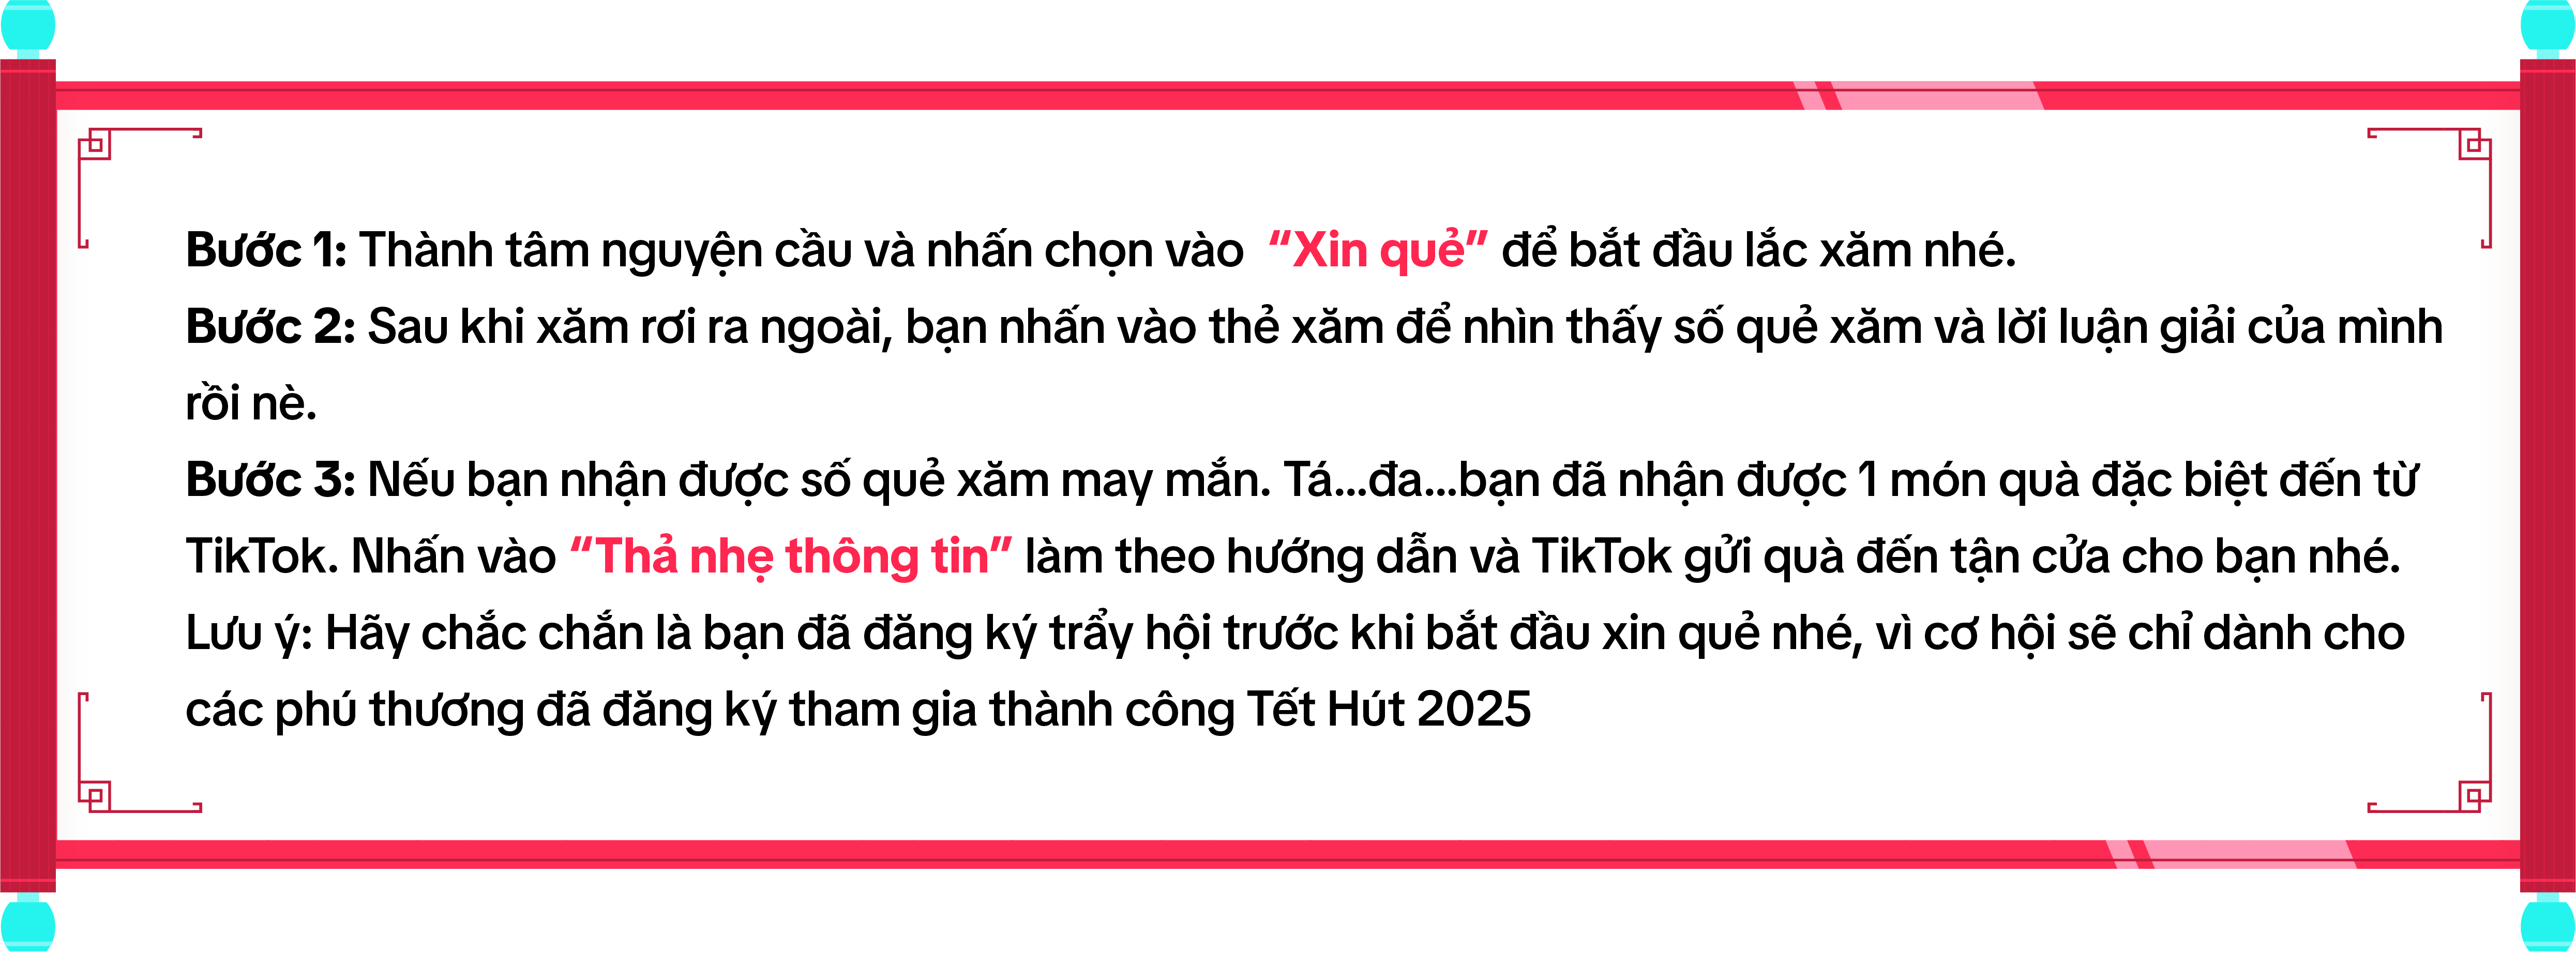 Bước 1: Thành tâm nguyện cầu và nhấn chọn vào “Xin quẻ” để bắt đầu lắc xăm nhé.
Bước 2: Sau khi xăm rơi ra ngoài, bạn nhấn vào thẻ xăm để nhìn thấy số quẻ xăm và lời luận giải của mình
rồi nè.
Bước 3: Nếu bạn nhận được số quẻ xăm may mắn. Tá...đa...bạn đã nhận được 1 món quà đặc biệt đến từ
TikTok. Nhấn vào “Thả nhẹ thông tin” làm theo hướng dẫn và TikTok gửi quà đến tận cửa cho bạn nhé.
Lưu ý: Hãy chắc chắn là bạn đã đăng ký trẩy hội trước khi bắt đầu xin quẻ nhé, vì cơ hội sẽ chỉ dành cho
các phú thương đã đăng ký tham gia thành công Tết Hút 2025